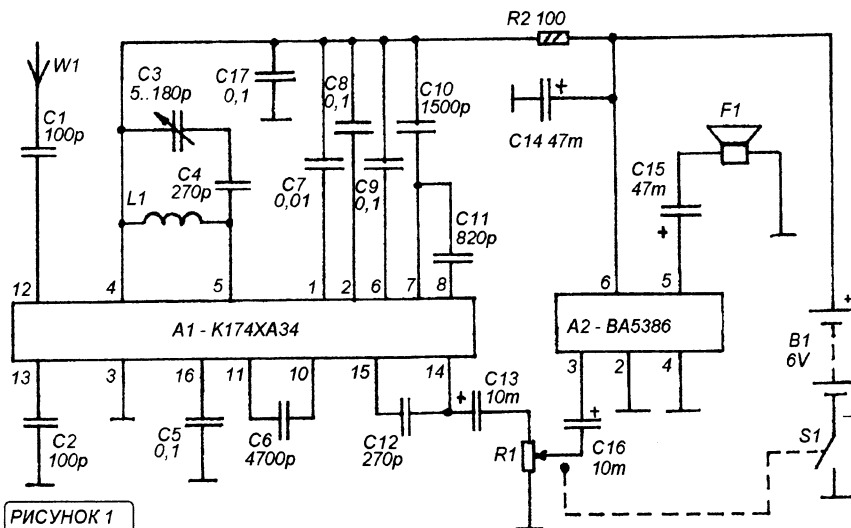 R2 100
W1
C3
5..180p
C17
0,1
C8
0,1
C10
1500p
C1
100p
C14 47m
F1
C4
270p
L1
C7
0,01
C9
0,1
C15
47m
C11
820p
12
4
5
1
2
6
7
8
6
5
A1 - К174ХА34
A2 - BA5386
B1
6V
13
3
16
11
10
15
14
3
2
4
C2
100p
C5
0,1
C6
4700p
C12
270p
C13
10m
R1
C16
10m
S1
РИСУНОК 1